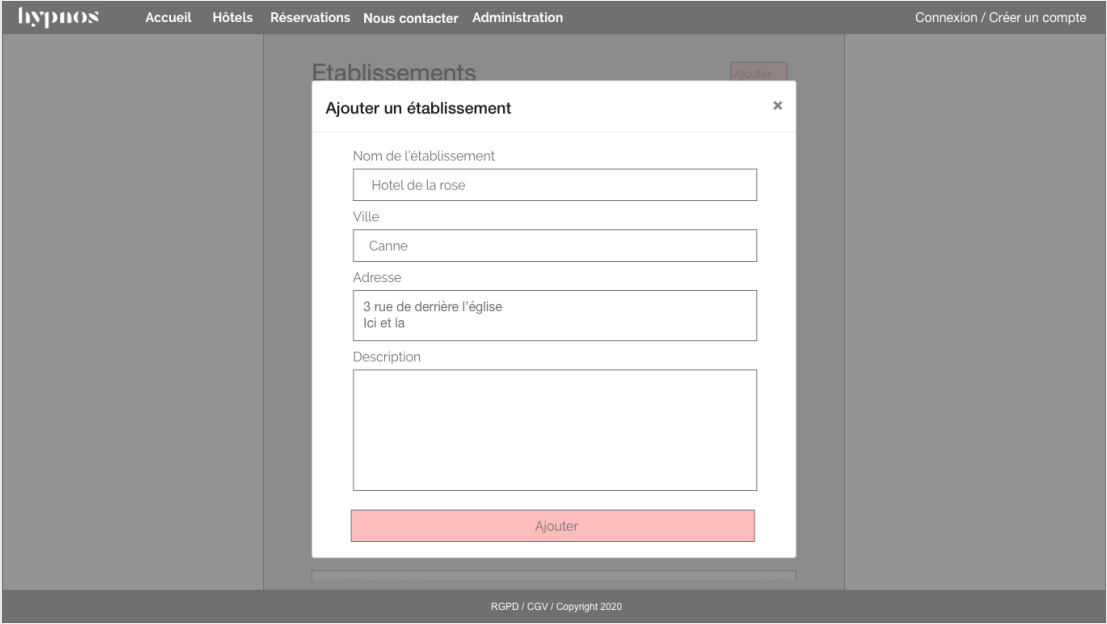 hypnos
Accueil Hôtels Réservations Nous contacter Administration Connexion / Créer un compte
Etablissements Ajouter
Ajouter un établissement ×
Nom de l'établissement
Hotel de la rose
Ville
Canne
Adresse
3 rue de derrière l'église
Ici et la
Description
Ajouter
RGPD / CGV / Copyright 2020